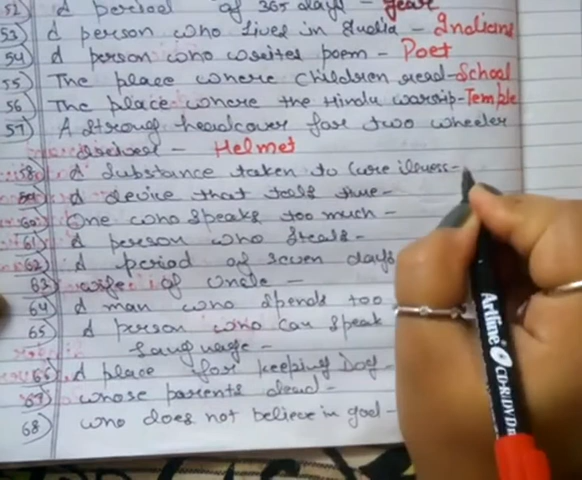 52 A period of 365 days - Year
53 A person who lives in India - Indians
54 A person who writes poem - Poet
55 The place where children read - School
56 The place where the Hindu worsip - Temple
57 A strong headcover for two wheeler
driver - Helmet
58 A substance taken to Cure illness -
59 A device that tells time -
60 One who speaks too much -
61 A person who steals -
62 A period of seven days
63 wife of uncle -
64 A man who spends too
65 A person who can speak
Language -
66 A place for keeping Dog -
67 whose parents dead -
68 who does not believe in god -
Artline CD-R/DVD